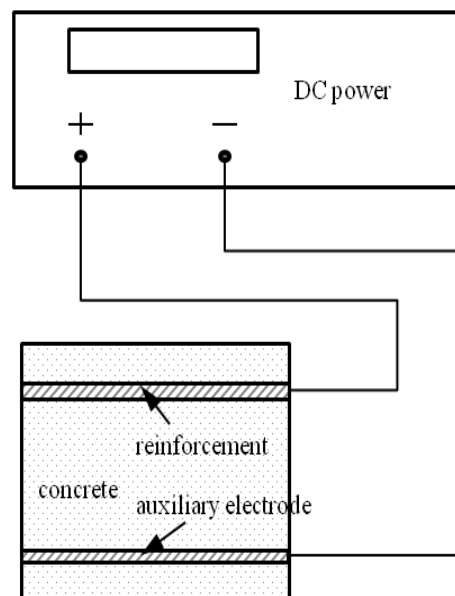 DC power
+ −
reinforcement
concrete
auxiliary electrode